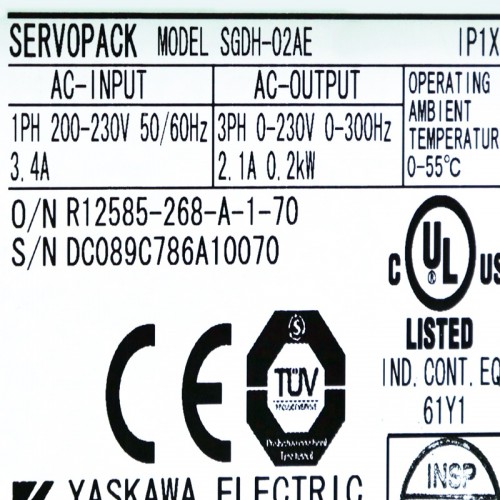 SERVOPACK MODEL SGDH-02AE IP1X
AC-INPUT AC-OUTPUT OPERATING
AMBIENT
1PH 200-230V 50/60Hz 3PH 0-230V 0-300Hz TEMPERATUR
3.4A 2.1A 0.2kW 0-55℃
O/N R12585-268-A-1-70
S/N DC089C786A10070
C UL US
®
LISTED
IND. CONT. EQ
61Y1
CE
S
TÜV
INSP
YASKAWA ELECTRIC